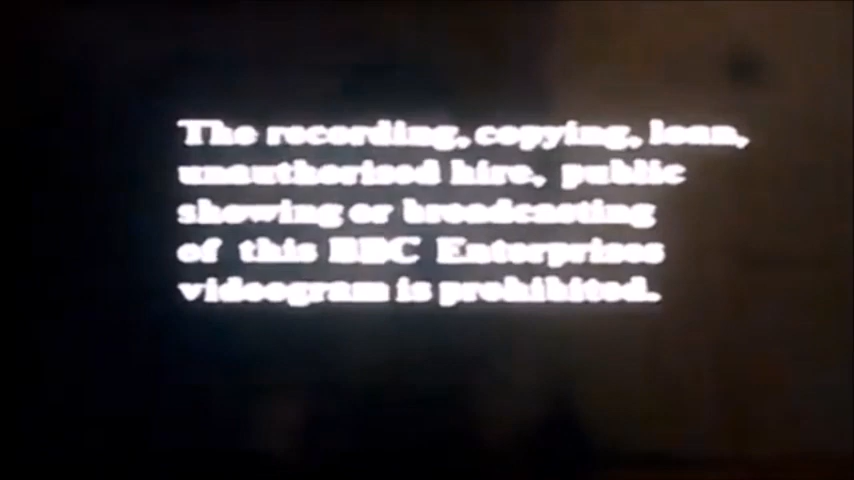 The recording, copying, loan,
unauthorised hire, public
showing or broadcasting
of this BBC Enterprises
videogram is prohibited.